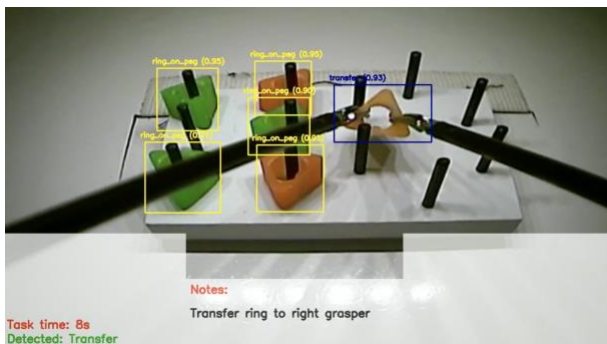 ring_on_peg (0.95)
ring_on_peg (0.95)
transfer (0.93)
ring_on_peg (0.90)
ring_on_peg
ring_on_peg
Notes:
Transfer ring to right grasper
Task time: 8s
Detected: Transfer